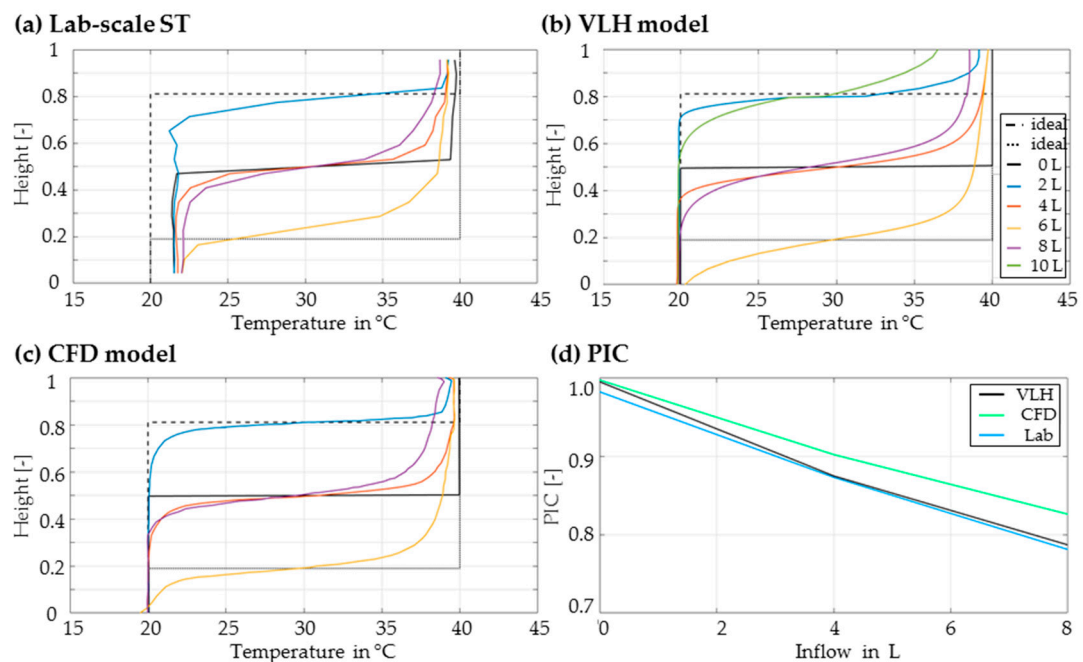 (a) Lab-scale ST
(b) VLH model
1
0.8
0.6
0.4
0.2
0
Height [-]
15
20
25
30
35
40
45
Temperature in °C
1
0.8
0.6
0.4
0.2
0
Height [-]
15
20
25
30
35
40
45
Temperature in °C
ideal
ideal
0 L
2 L
4 L
6 L
8 L
10 L
(c) CFD model
(d) PIC
1
0.8
0.6
0.4
0.2
0
Height [-]
15
20
25
30
35
40
45
Temperature in °C
1.0
0.9
0.8
0.7
PIC [-]
0
2
4
6
8
Inflow in L
VLH
CFD
Lab